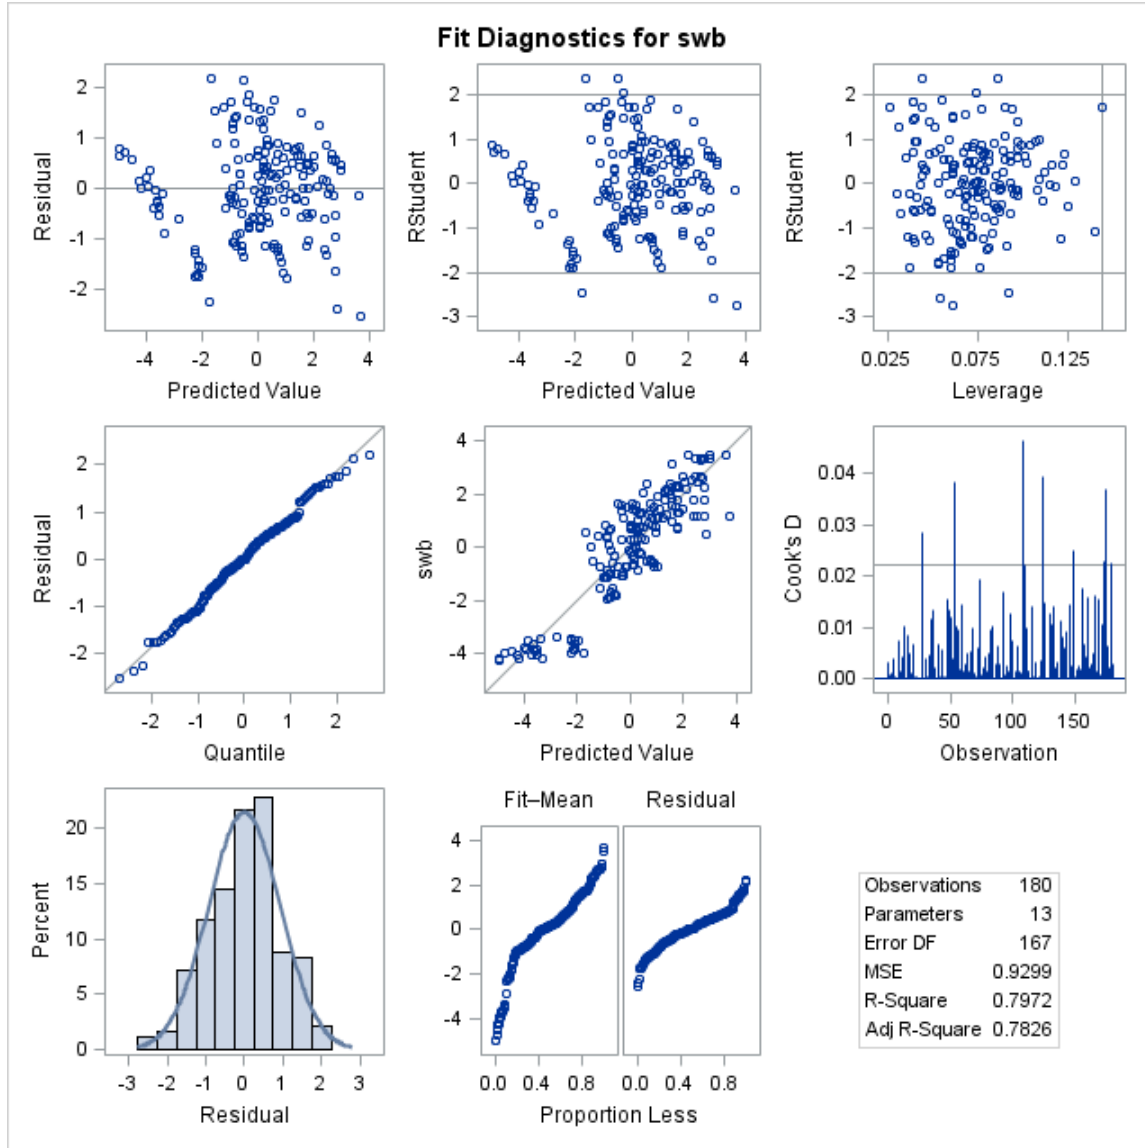 Fit Diagnostics for swb
Residual
2
1
0
-1
-2
-4 -2 0 2 4
Predicted Value
RStudent
2
1
0
-1
-2
-3
-4 -2 0 2 4
Predicted Value
RStudent
2
1
0
-1
-2
-3
0.025 0.075 0.125
Leverage
Residual
2
1
0
-1
-2
-2 -1 0 1 2
Quantile
swb
4
2
0
-2
-4
-4 -2 0 2 4
Predicted Value
Cook's D
0.04
0.03
0.02
0.01
0.00
0 50 100 150
Observation
Percent
20
15
10
5
0
-3 -2 -1 0 1 2 3
Residual
Fit–Mean Residual
4
2
0
-2
-4
0.0 0.4 0.8 0.0 0.4 0.8
Proportion Less
Observations 180
Parameters 13
Error DF 167
MSE 0.9299
R-Square 0.7972
Adj R-Square 0.7826